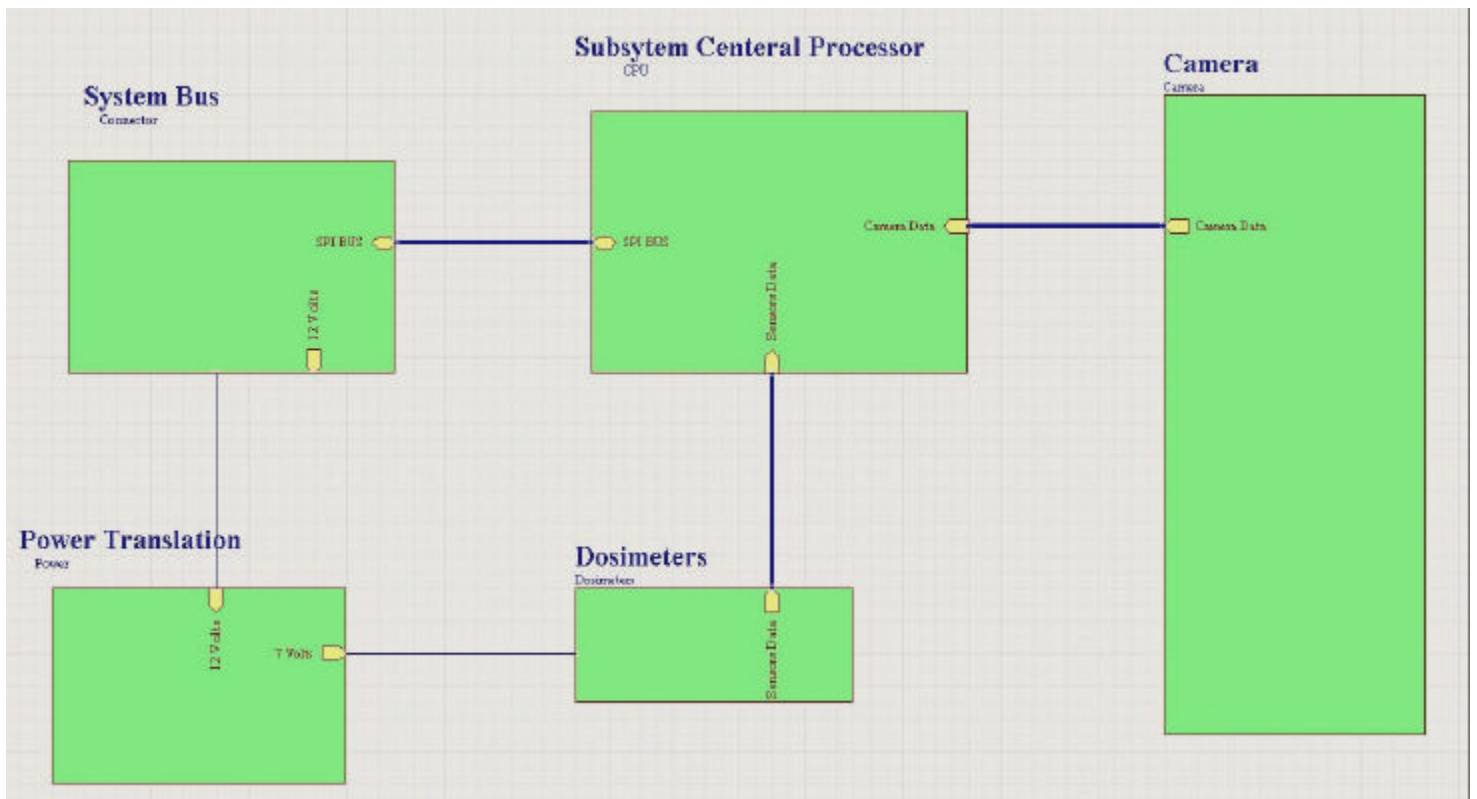 Subsytem Centeral Processor
CPU
Camera
Camera
System Bus
Connector
SPI BUS
SPI BUS
Camera Data
Camera Data
12 Volts
Sensors Data
Power Translation
Power
Dosimeters
Dosimeters
12 Volts
7 Volts
Sensors Data